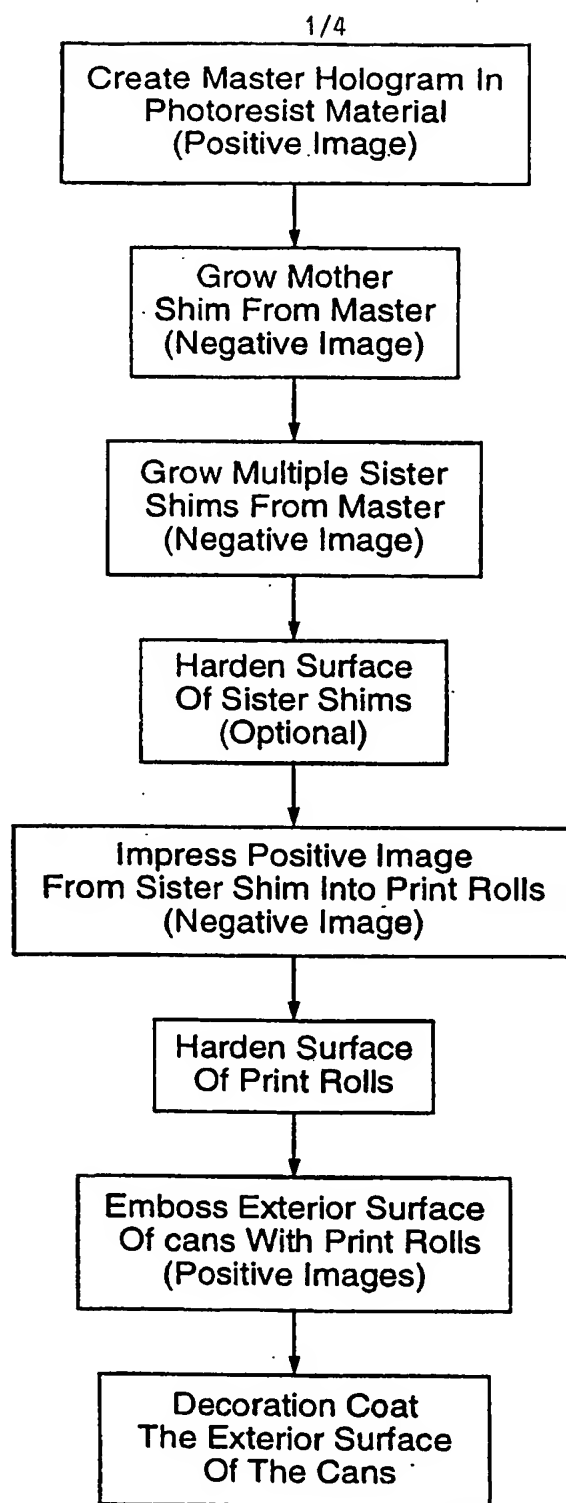 1/4
Create Master Hologram In
Photoresist Material
(Positive Image)
Grow Mother
Shim From Master
(Negative Image)
Grow Multiple Sister
Shims From Master
(Negative Image)
Harden Surface
Of Sister Shims
(Optional)
Impress Positive Image
From Sister Shim Into Print Rolls
(Negative Image)
Harden Surface
Of Print Rolls
Emboss Exterior Surface
Of cans With Print Rolls
(Positive Images)
Decoration Coat
The Exterior Surface
Of The Cans